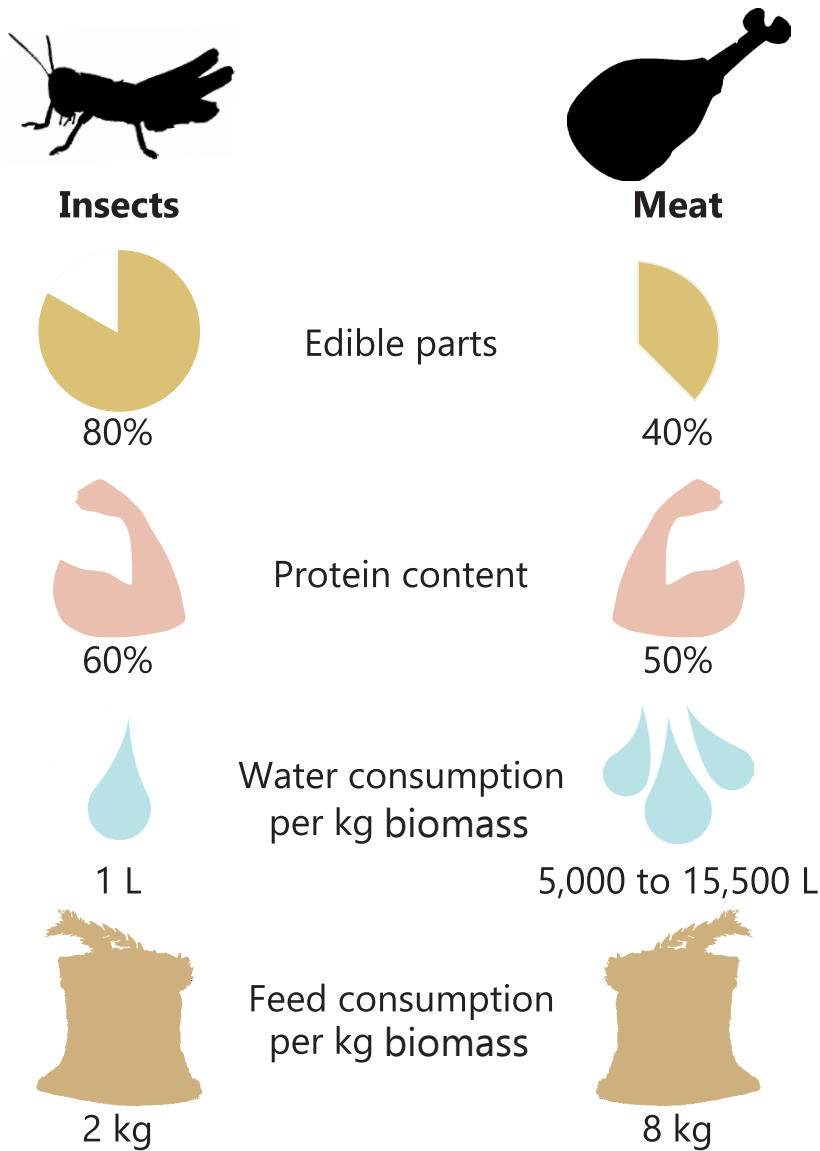 Insects
Meat
Edible parts
80%
40%
Protein content
60%
50%
Water consumption
per kg biomass
1 L
5,000 to 15,500 L
Feed consumption
per kg biomass
2 kg
8 kg